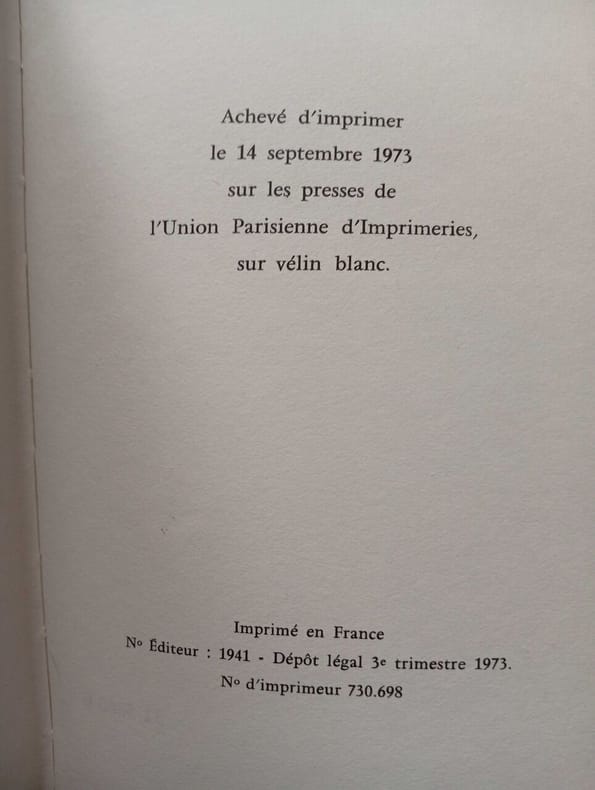 Achevé d'imprimer
le 14 septembre 1973
sur les presses de
l'Union Parisienne d'Imprimeries,
sur vélin blanc.
Imprimé en France
Nº Éditeur : 1941 - Dépôt légal 3e trimestre 1973.
Nº d'imprimeur 730.698